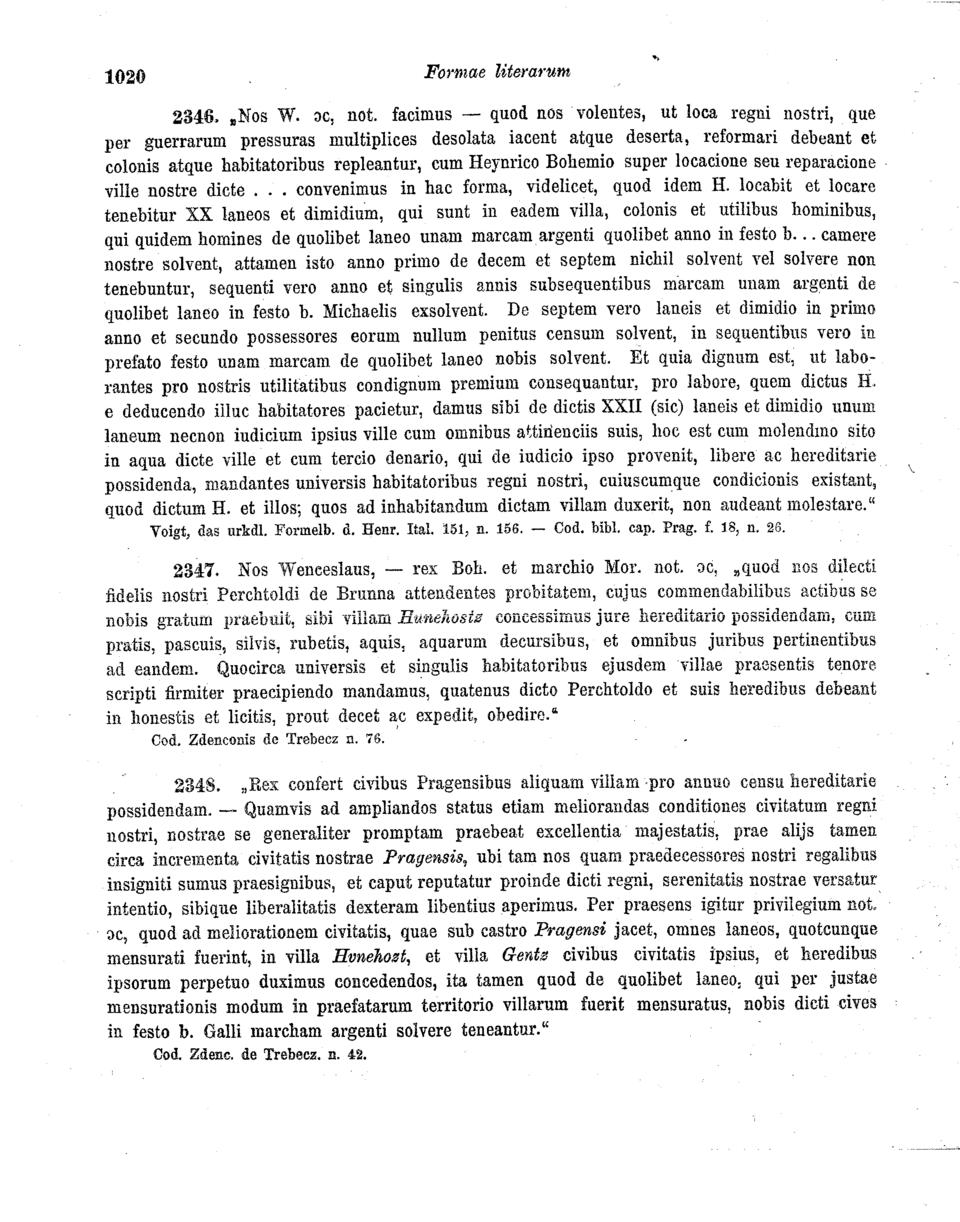 1020
Formae literarum
2346. „Nos W. ɔc, not. facimus — quod nos volentes, ut loca regni nostri, que
per guerrarum pressuras multiplices desolata iacent atque deserta, reformari debeant et
colonis atque habitatoribus repleantur, cum Heynrico Bohemio super locacione seu reparacione
ville nostre dicte . . . convenimus in hac forma, videlicet, quod idem H. locabit et locare
tenebitur XX laneos et dimidium, qui sunt in eadem villa, colonis et utilibus hominibus,
qui quidem homines de quolibet laneo unam marcam argenti quolibet anno in festo b... camere
nostre solvent, attamen isto anno primo de decem et septem nichil solvent vel solvere non
tenebuntur, sequenti vero anno et singulis annis subsequentibus marcam unam argenti de
quolibet laneo in festo b. Michaelis exsolvent. De septem vero laneis et dimidio in primo
anno et secundo possessores eorum nullum penitus censum solvent, in sequentibus vero in
prefato festo unam marcam de quolibet laneo nobis solvent. Et quia dignum est, ut labo-
rantes pro nostris utilitatibus condignum premium consequantur, pro labore, quem dictus H.
e deducendo illuc habitatores pacietur, damus sibi de dictis XXII (sic) laneis et dimidio unum
laneum necnon iudicium ipsius ville cum omnibus attinenciis suis, hoc est cum molendino sito
in aqua dicte ville et cum tercio denario, qui de iudicio ipso provenit, libere ac hereditarie
possidenda, mandantes universis habitatoribus regni nostri, cuiuscumque condicionis existant,
quod dictum H. et illos; quos ad inhabitandum dictam villam duxerit, non audeant molestare.“
Voigt, das urkdl. Formelb. d. Henr. Ital. 151, n. 156. — Cod. bibl. cap. Prag. f. 18, n. 26.
2347. Nos Wenceslaus, — rex Boh. et marchio Mor. not. ɔc, „quod nos dilecti
fidelis nostri Perchtoldi de Brunna attendentes probitatem, cujus commendabilibus actibus se
nobis gratum praebuit, sibi villam Hunehostz concessimus jure hereditario possidendam, cum
pratis, pascuis, silvis, rubetis, aquis, aquarum decursibus, et omnibus juribus pertinentibus
ad eandem. Quocirca universis et singulis habitatoribus ejusdem villae praesentis tenore
scripti firmiter praecipiendo mandamus, quatenus dicto Perchtoldo et suis heredibus debeant
in honestis et licitis, prout decet ac expedit, obedire.“
Cod. Zdenconis de Trebecz n. 76.
2348. „Rex confert civibus Pragensibus aliquam villam pro annuo censu hereditarie
possidendam. — Quamvis ad ampliandos status etiam meliorandas conditiones civitatum regni
nostri, nostrae se generaliter promptam praebeat excellentia majestatis, prae alijs tamen
circa incrementa civitatis nostrae Pragensis, ubi tam nos quam praedecessores nostri regalibus
insigniti sumus praesignibus, et caput reputatur proinde dicti regni, serenitatis nostrae versatur
intentio, sibique liberalitatis dexteram libentius aperimus. Per praesens igitur privilegium not.
ɔc, quod ad meliorationem civitatis, quae sub castro Pragensi jacet, omnes laneos, quotcunque
mensurati fuerint, in villa Hvnehozt, et villa Gentz civibus civitatis ipsius, et heredibus
ipsorum perpetuo duximus concedendos, ita tamen quod de quolibet laneo, qui per justae
mensurationis modum in praefatarum territorio villarum fuerit mensuratus, nobis dicti cives
in festo b. Galli marcham argenti solvere teneantur.“
Cod. Zdenc. de Trebecz. n. 42.